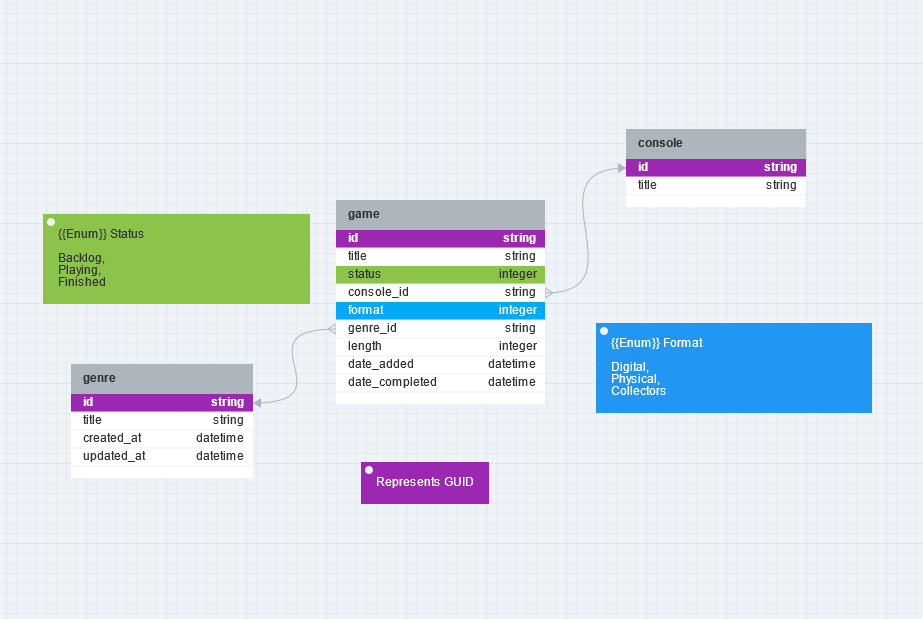 console
id string
title string
game
id string
title string
status integer
console_id string
format integer
genre_id string
length integer
date_added datetime
date_completed datetime
{{Enum}} Status
Backlog,
Playing,
Finished
{{Enum}} Format
Digital,
Physical,
Collectors
genre
id string
title string
created_at datetime
updated_at datetime
Represents GUID